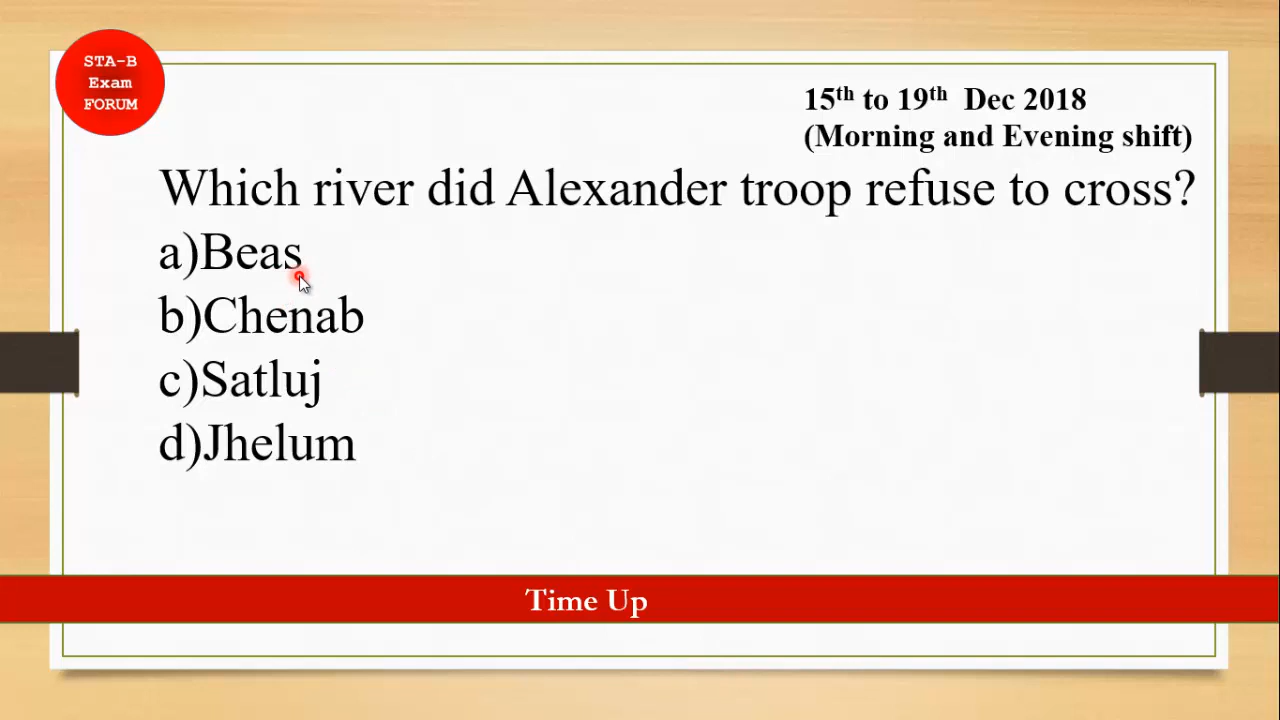 STA-B
Exam
FORUM
15th to 19th Dec 2018
(Morning and Evening shift)
Which river did Alexander troop refuse to cross?
a)Beas
b)Chenab
c)Satluj
d)Jhelum
Time Up